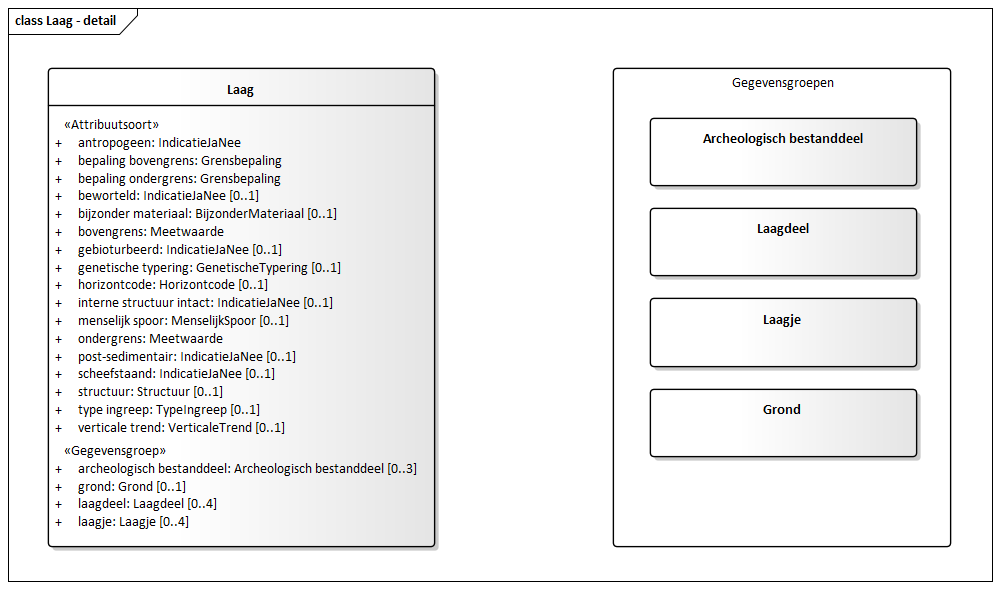 class Laag - detail
Laag
«Attribuutsoort»
+ antropogeen: IndicatieJaNee
+ bepaling bovengrens: Grensbepaling
+ bepaling ondergrens: Grensbepaling
+ beworteld: IndicatieJaNee [0..1]
+ bijzonder materiaal: BijzonderMateriaal [0..1]
+ bovengrens: Meetwaarde
+ gebioturbeerd: IndicatieJaNee [0..1]
+ genetische typering: GenetischeTypering [0..1]
+ horizontcode: Horizontcode [0..1]
+ interne structuur intact: IndicatieJaNee [0..1]
+ menselijk spoor: MenselijkSpoor [0..1]
+ ondergrens: Meetwaarde
+ post-sedimentair: IndicatieJaNee [0..1]
+ scheefstaand: IndicatieJaNee [0..1]
+ structuur: Structuur [0..1]
+ type ingreep: TypeIngreep [0..1]
+ verticale trend: VerticaleTrend [0..1]
«Gegevensgroep»
+ archeologisch bestanddeel: Archeologisch bestanddeel [0..3]
+ grond: Grond [0..1]
+ laagdeel: Laagdeel [0..4]
+ laagje: Laagje [0..4]
Gegevensgroepen
Archeologisch bestanddeel
Laagdeel
Laagje
Grond